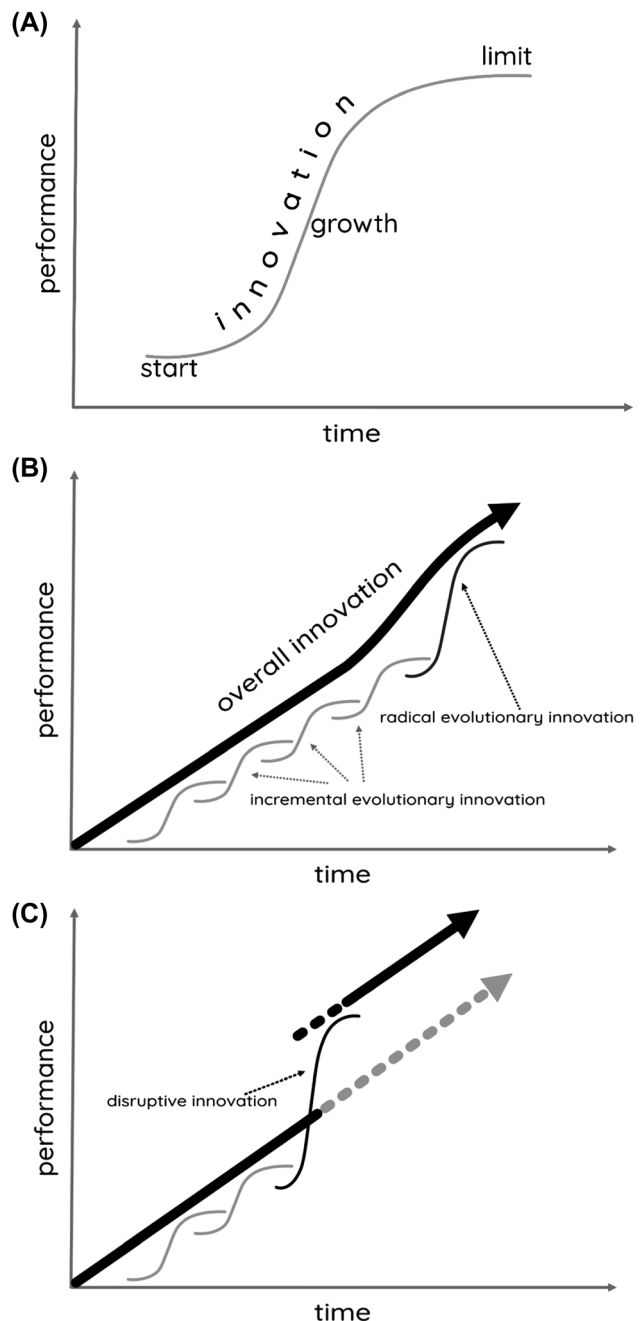 (A)
limit
innovation
growth
start
performance
time
(B)
overall innovation
radical evolutionary innovation
incremental evolutionary innovation
performance
time
(C)
disruptive innovation
performance
time